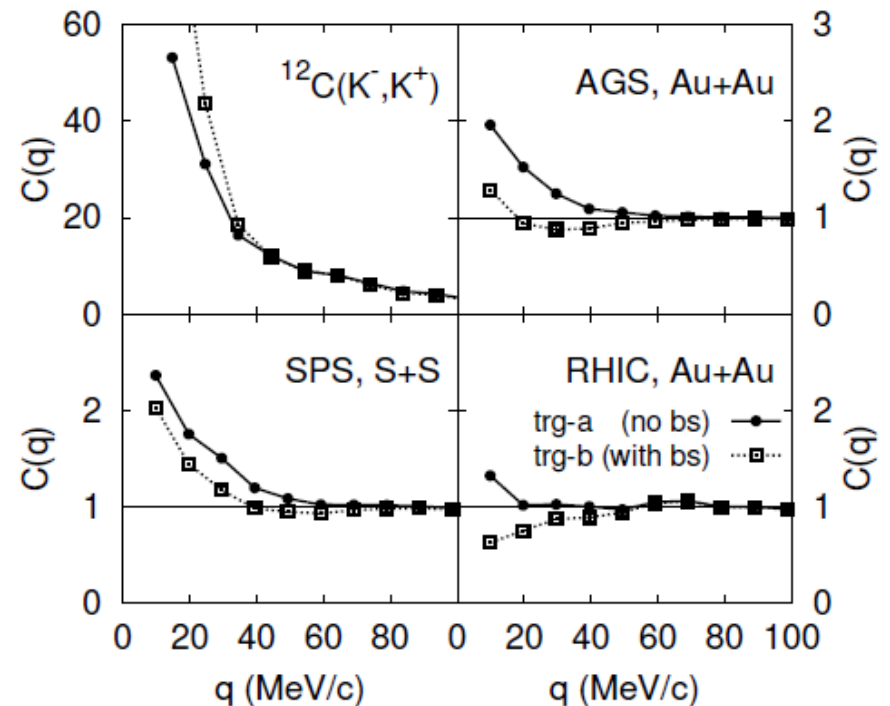 60
40
20
0
C(q)
¹²C(K⁻,K⁺)
AGS, Au+Au
3
2
1
0
C(q)
2
1
0
C(q)
SPS, S+S
RHIC, Au+Au
trg-a (no bs)
trg-b (with bs)
2
1
0
C(q)
0 20 40 60 80 0 20 40 60 80 100
q (MeV/c) q (MeV/c)